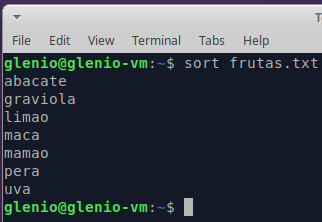 File Edit View Terminal Tabs Help
glenio@glenio-vm:~$ sort frutas.txt
abacate
graviola
limao
maca
mamao
pera
uva
glenio@glenio-vm:~$